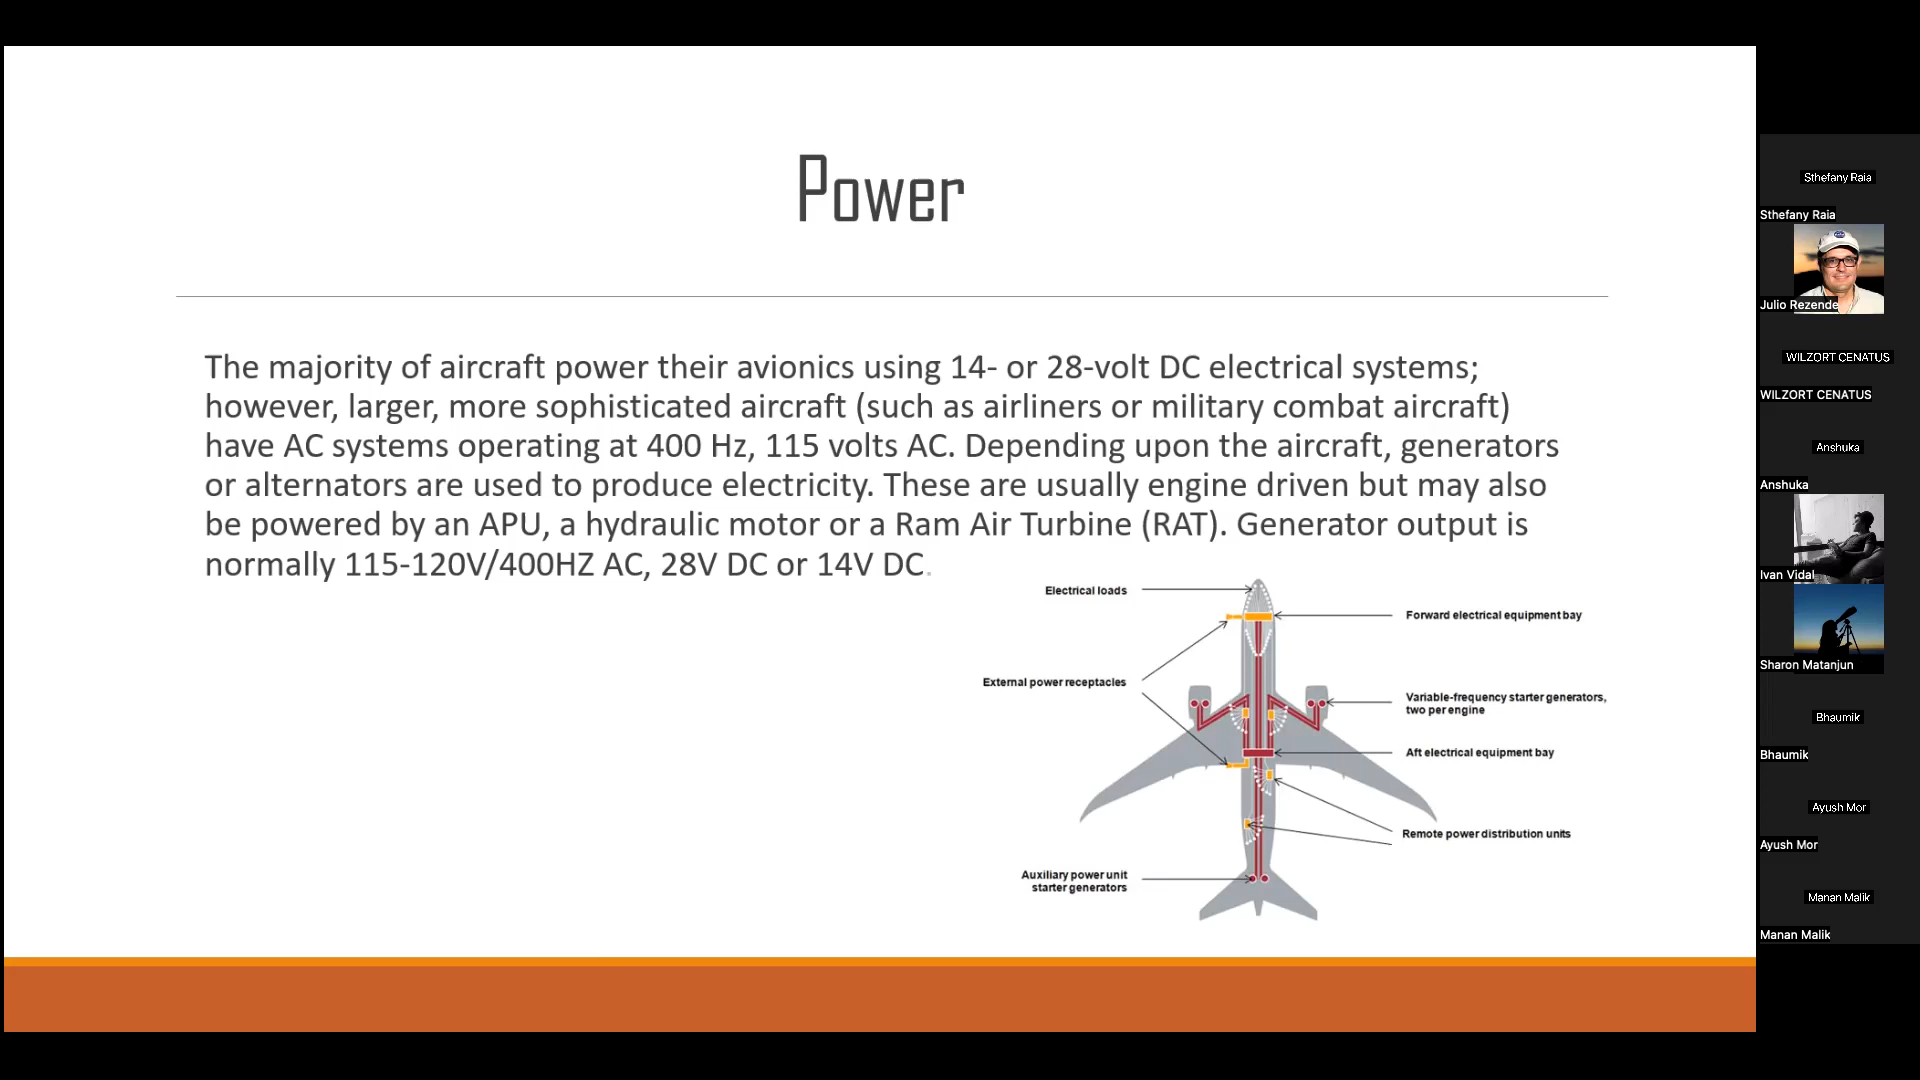 Power
The majority of aircraft power their avionics using 14- or 28-volt DC electrical systems;
however, larger, more sophisticated aircraft (such as airliners or military combat aircraft)
have AC systems operating at 400 Hz, 115 volts AC. Depending upon the aircraft, generators
or alternators are used to produce electricity. These are usually engine driven but may also
be powered by an APU, a hydraulic motor or a Ram Air Turbine (RAT). Generator output is
normally 115-120V/400HZ AC, 28V DC or 14V DC.
Electrical loads
Forward electrical equipment bay
External power receptacles
Variable-frequency starter generators,
two per engine
Aft electrical equipment bay
Remote power distribution units
Auxiliary power unit
starter generators
Sthefany Raia
Sthefany Raia
Julio Rezende
WILZORT CENATUS
WILZORT CENATUS
Anshuka
Anshuka
Ivan Vidal
Sharon Matanjun
Bhaumik
Bhaumik
Ayush Mor
Ayush Mor
Manan Malik
Manan Malik